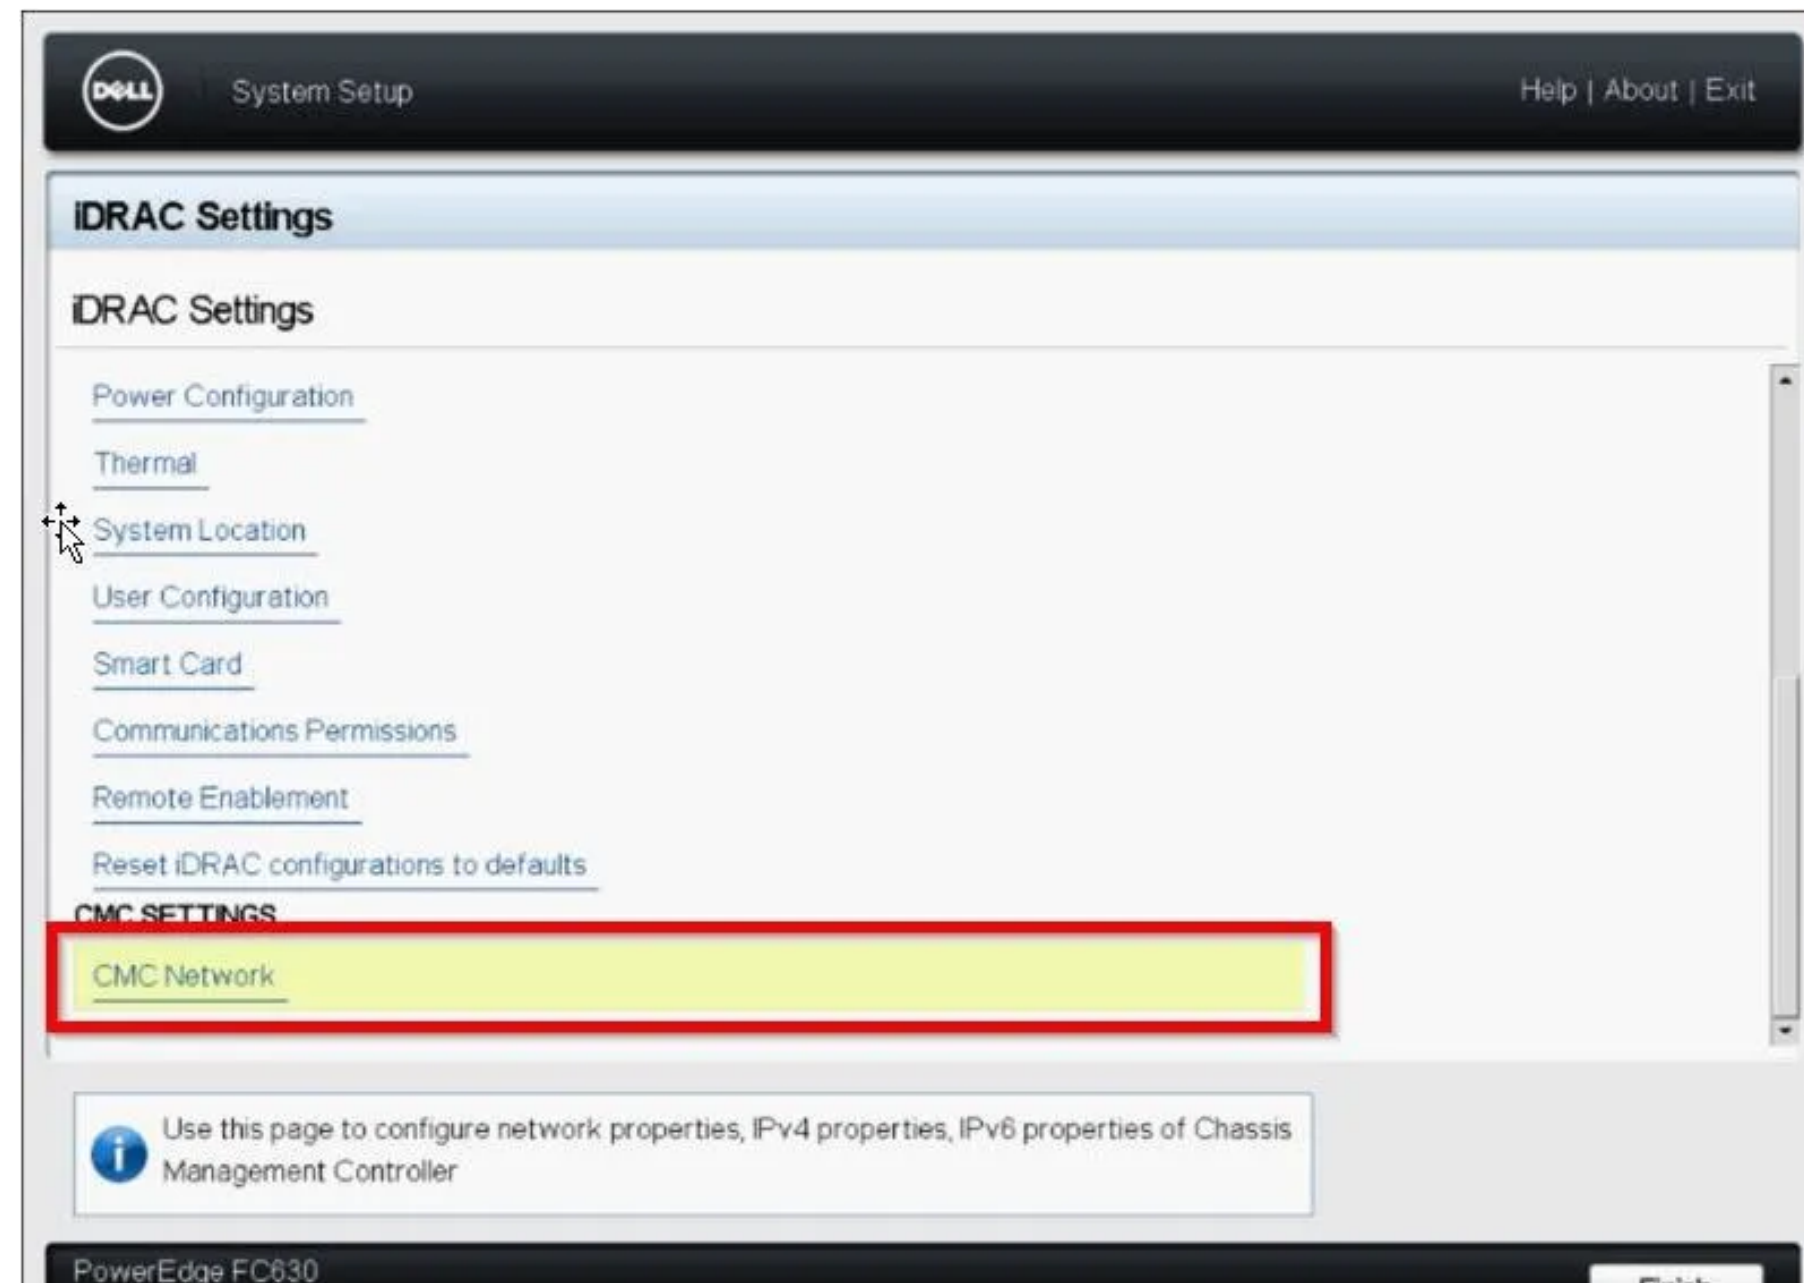 DELL
System Setup
Help | About | Exit
iDRAC Settings
iDRAC Settings
Power Configuration
Thermal
System Location
User Configuration
Smart Card
Communications Permissions
Remote Enablement
Reset iDRAC configurations to defaults
CMC SETTINGS
CMC Network
Use this page to configure network properties, IPv4 properties, IPv6 properties of Chassis
Management Controller
PowerEdge FC630
Finish